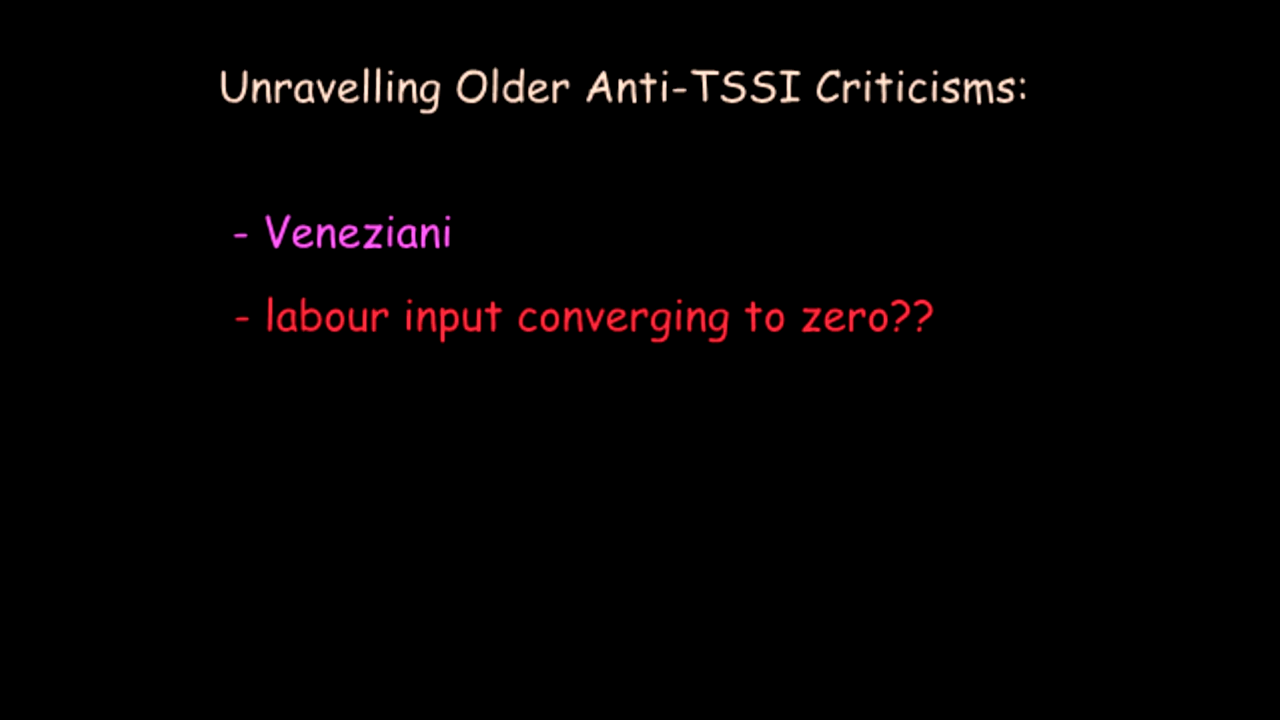 Unravelling Older Anti-TSSI Criticisms:
- Veneziani
- labour input converging to zero??